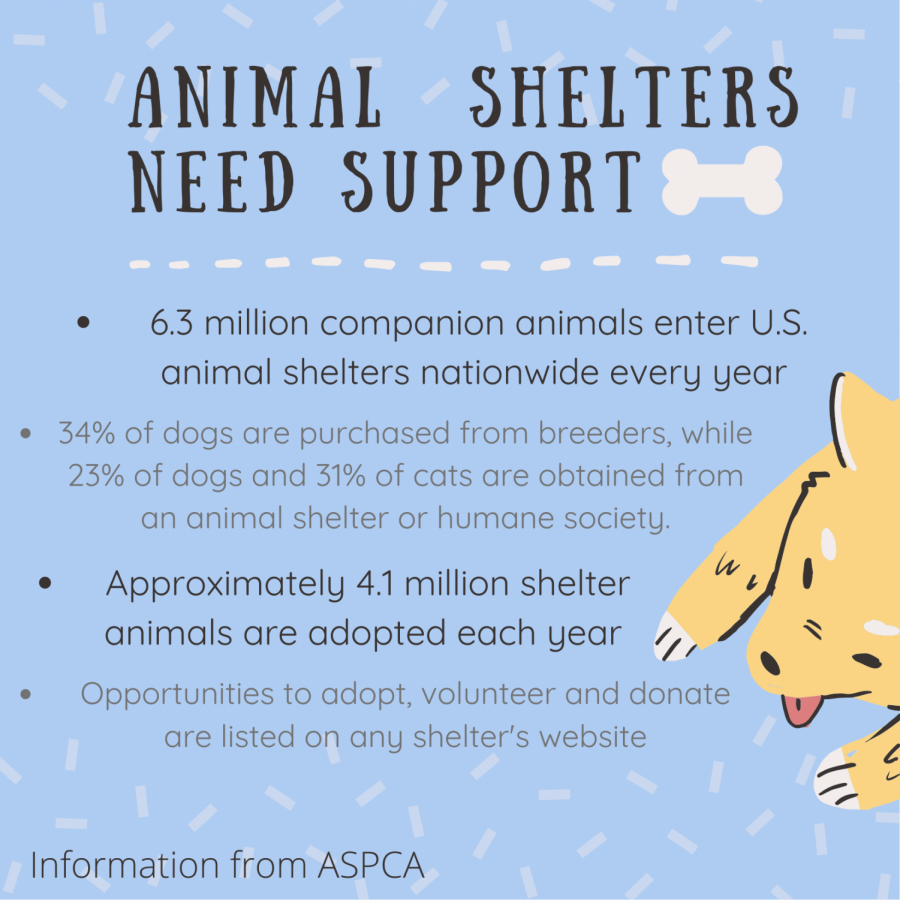 ANIMAL SHELTERS
NEED SUPPORT
• 6.3 million companion animals enter U.S.
animal shelters nationwide every year
• 34% of dogs are purchased from breeders, while
23% of dogs and 31% of cats are obtained from
an animal shelter or humane society.
• Approximately 4.1 million shelter
animals are adopted each year
• Opportunities to adopt, volunteer and donate
are listed on any shelter's website
Information from ASPCA